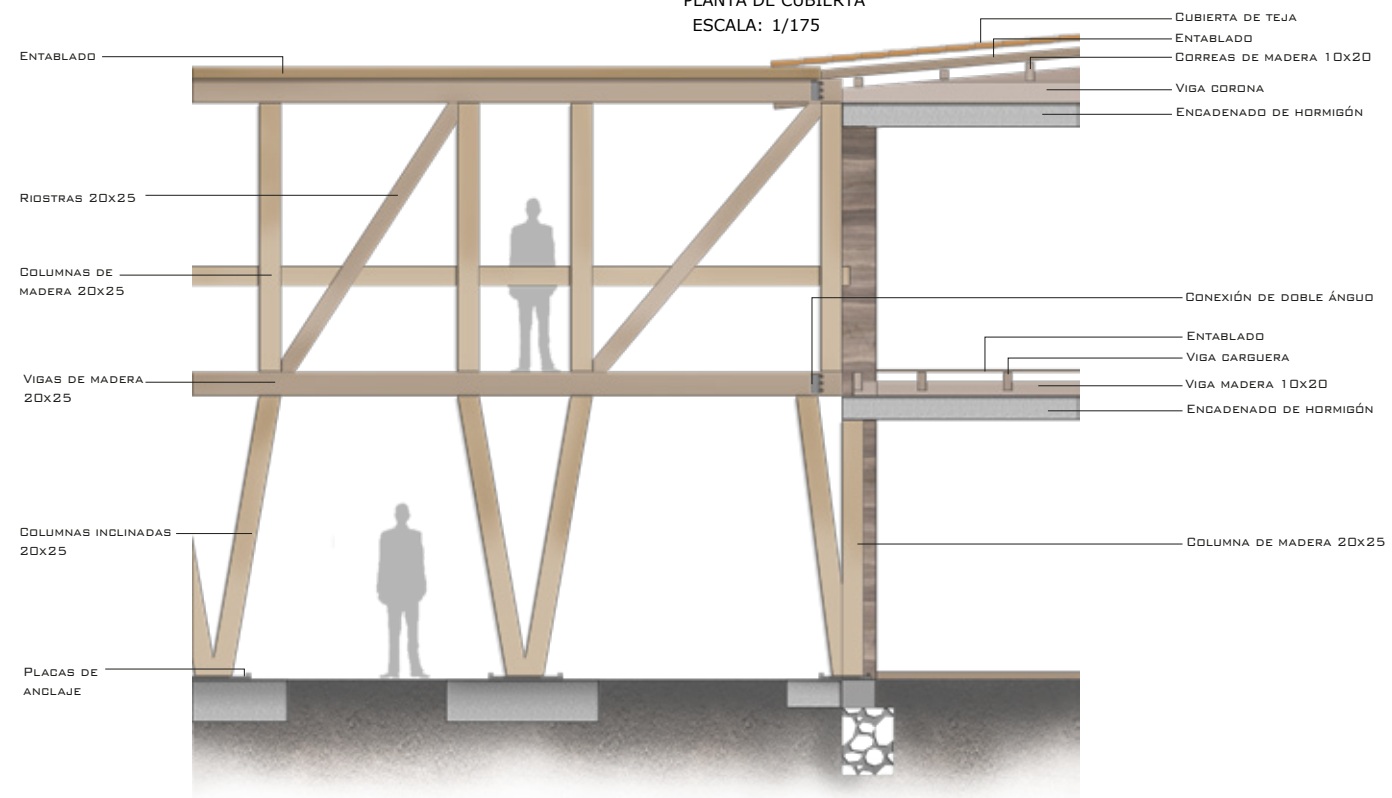 PLANTA DE CUBIERTA
ESCALA: 1/175
CUBIERTA DE TEJA
ENTABLADO
CORREAS DE MADERA 10X20
VIGA CORONA
ENCADENADO DE HORMIGÓN
ENTABLADO
RIOSTRAS 20X25
COLUMNAS DE
MADERA 20X25
VIGAS DE MADERA
20X25
COLUMNAS INCLINADAS
20X25
PLACAS DE
ANCLAJE
CONEXIÓN DE DOBLE ÁNGUO
ENTABLADO
VIGA CARGUERA
VIGA MADERA 10X20
ENCADENADO DE HORMIGÓN
COLUMNA DE MADERA 20X25